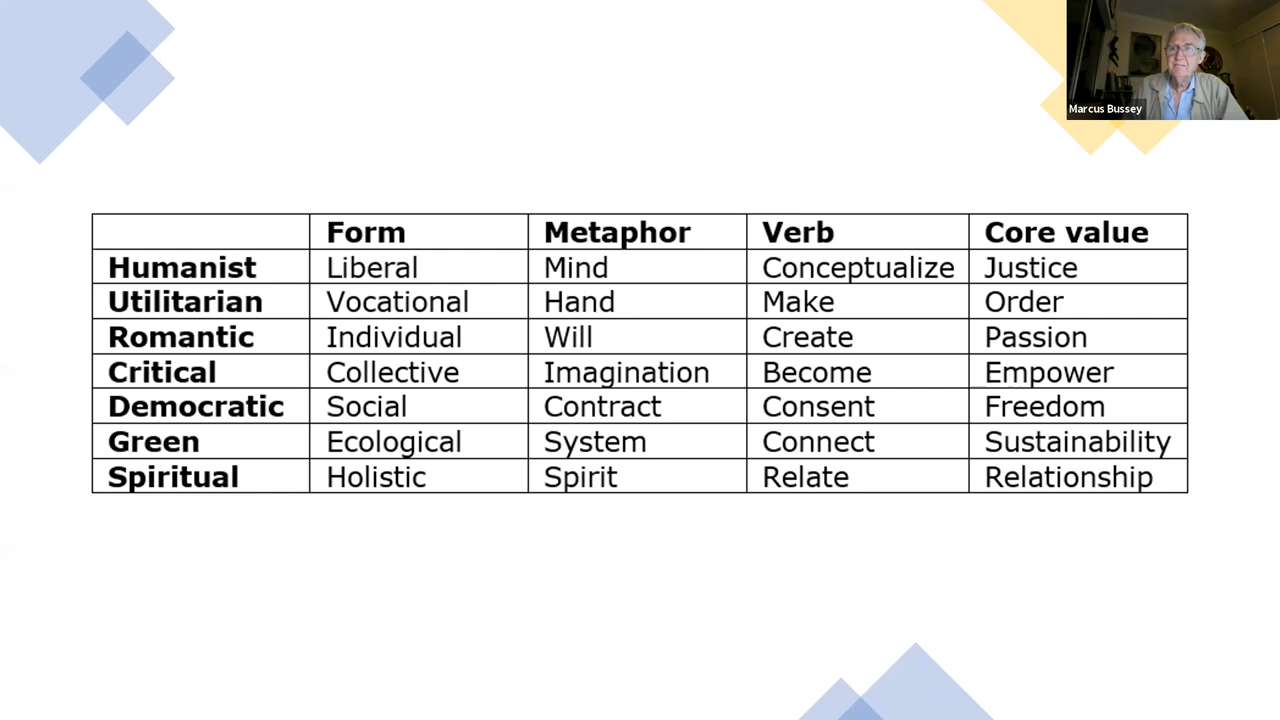 Marcus Bussey
Form Metaphor Verb Core value
Humanist Liberal Mind Conceptualize Justice
Utilitarian Vocational Hand Make Order
Romantic Individual Will Create Passion
Critical Collective Imagination Become Empower
Democratic Social Contract Consent Freedom
Green Ecological System Connect Sustainability
Spiritual Holistic Spirit Relate Relationship